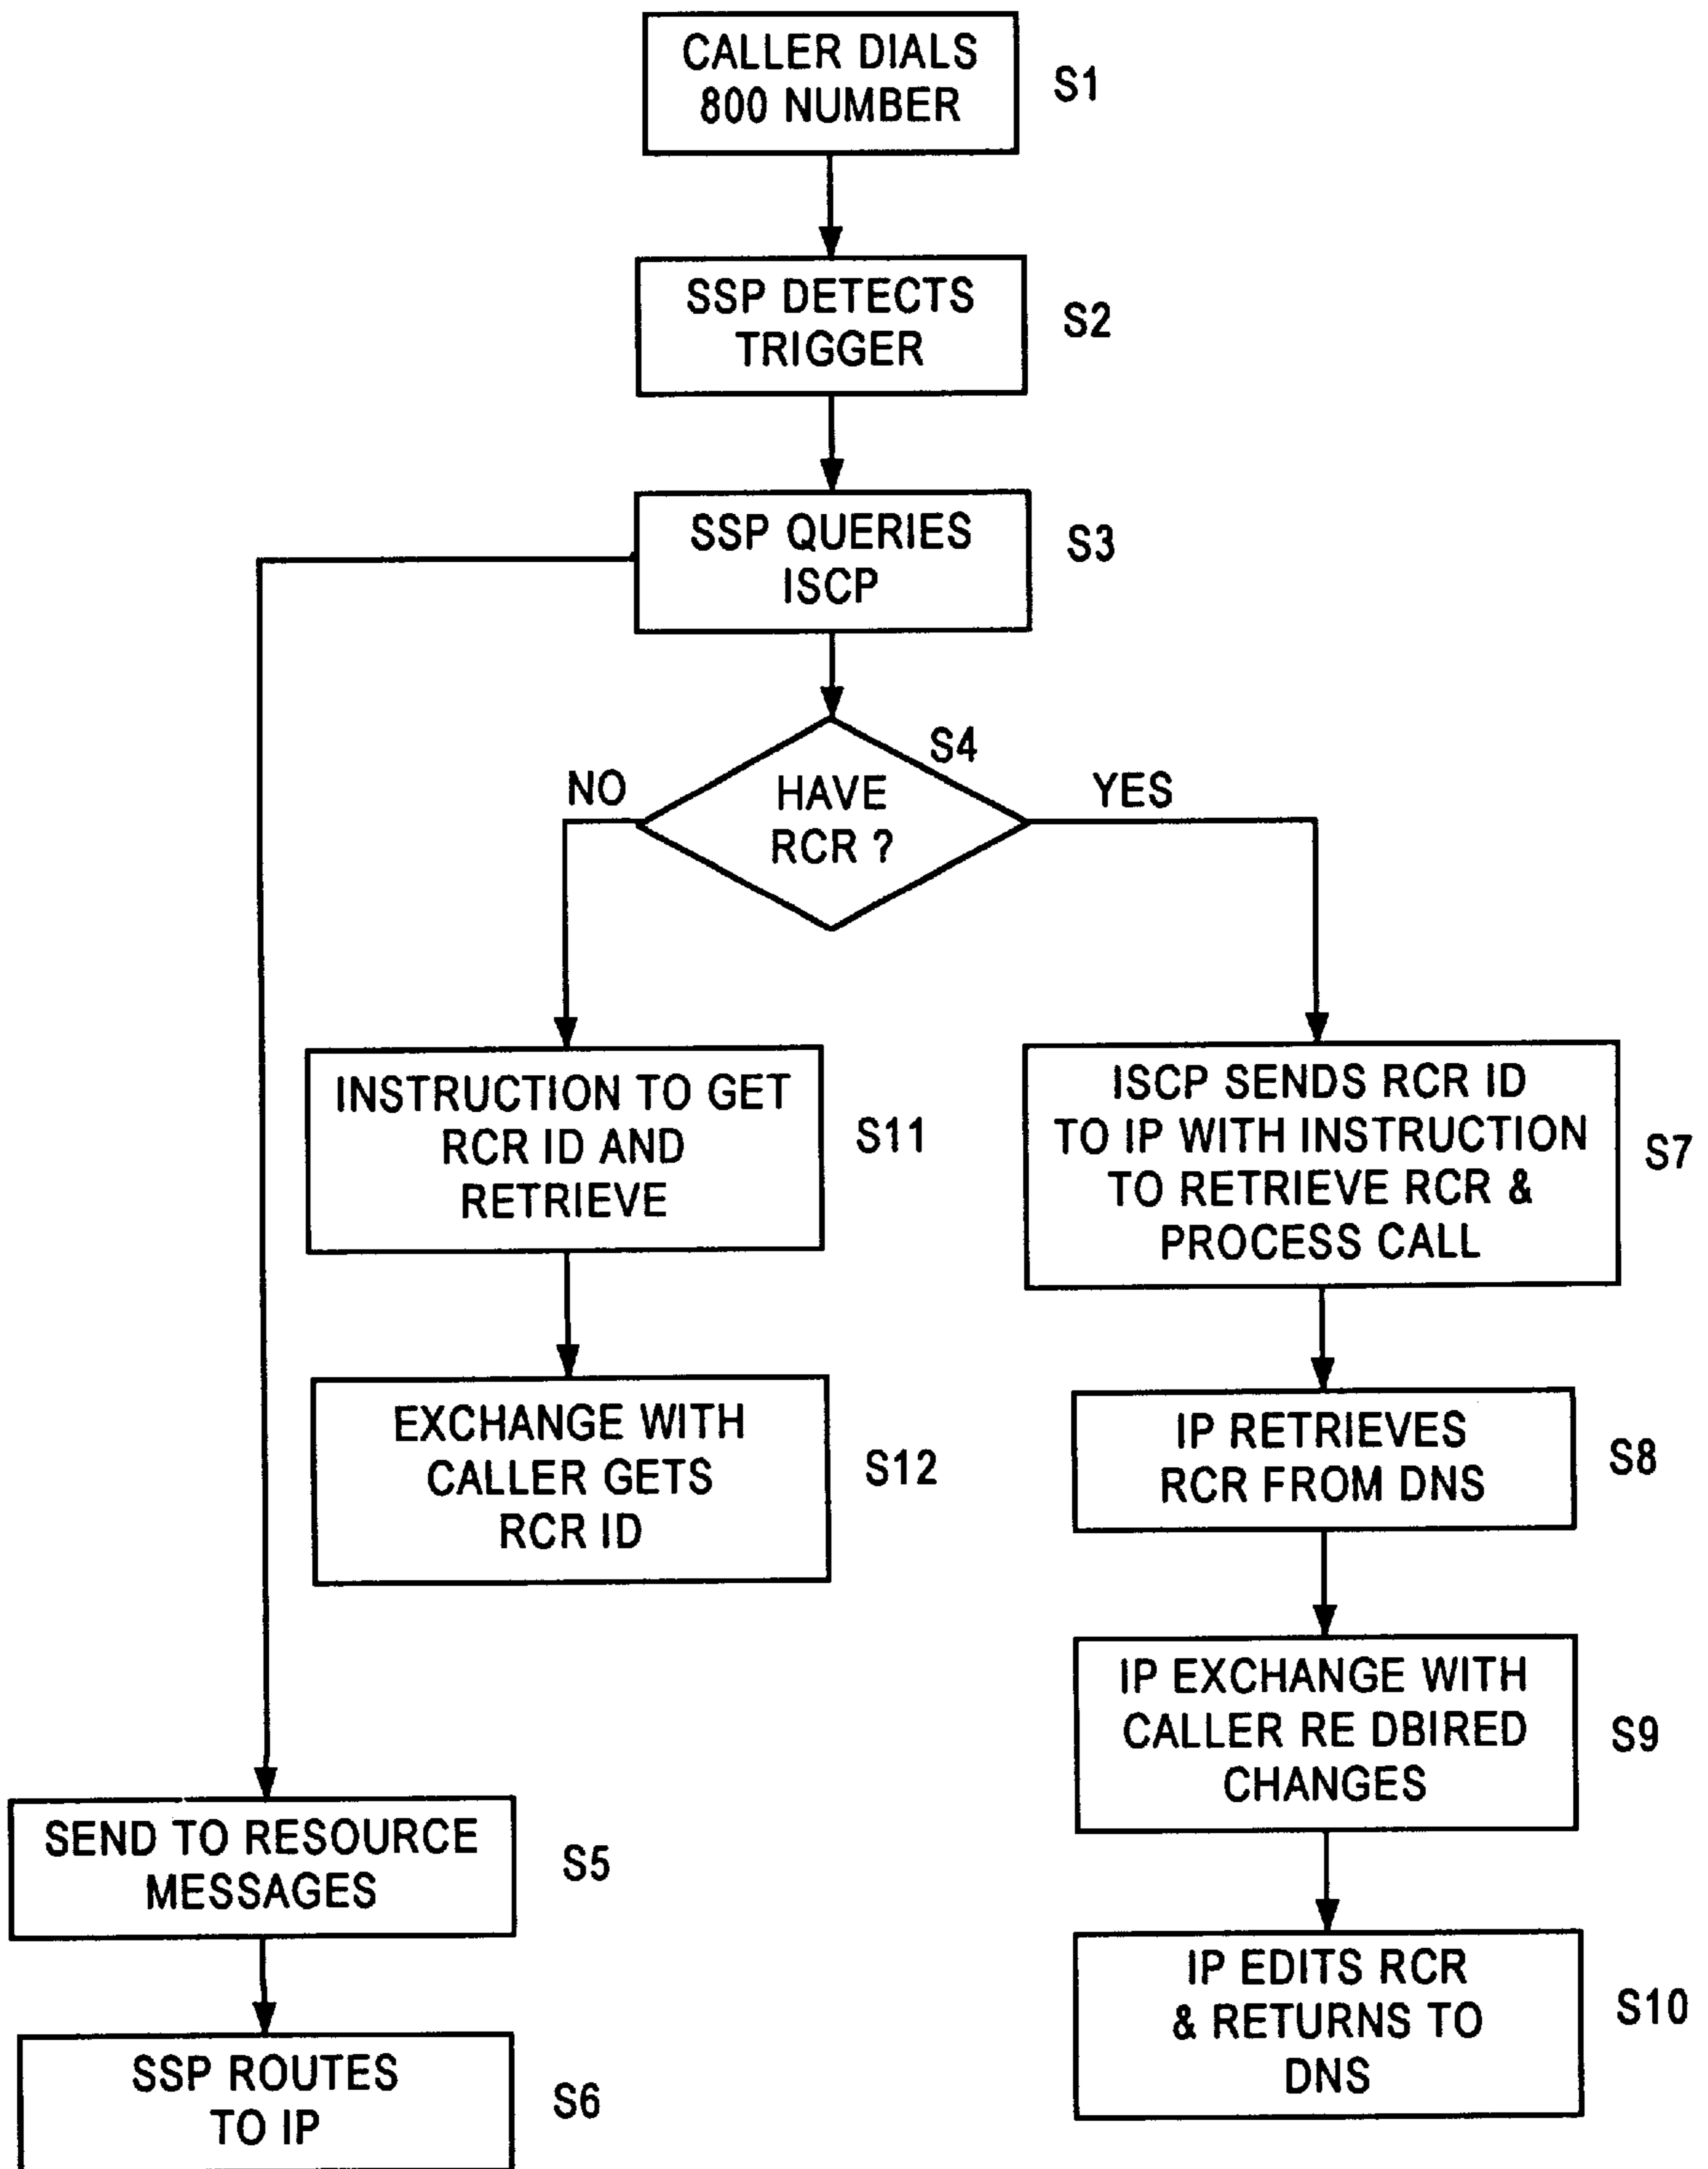 CALLER DIALS
800 NUMBER
S1
SSP DETECTS
TRIGGER
S2
SSP QUERIES
ISCP
S3
S4
NO
HAVE
RCR ?
YES
INSTRUCTION TO GET
RCR ID AND
RETRIEVE
S11
ISCP SENDS RCR ID
TO IP WITH INSTRUCTION
TO RETRIEVE RCR &
PROCESS CALL
S7
EXCHANGE WITH
CALLER GETS
RCR ID
S12
IP RETRIEVES
RCR FROM DNS
S8
IP EXCHANGE WITH
CALLER RE DBIRED
CHANGES
S9
SEND TO RESOURCE
MESSAGES
S5
IP EDITS RCR
& RETURNS TO
DNS
S10
SSP ROUTES
TO IP
S6